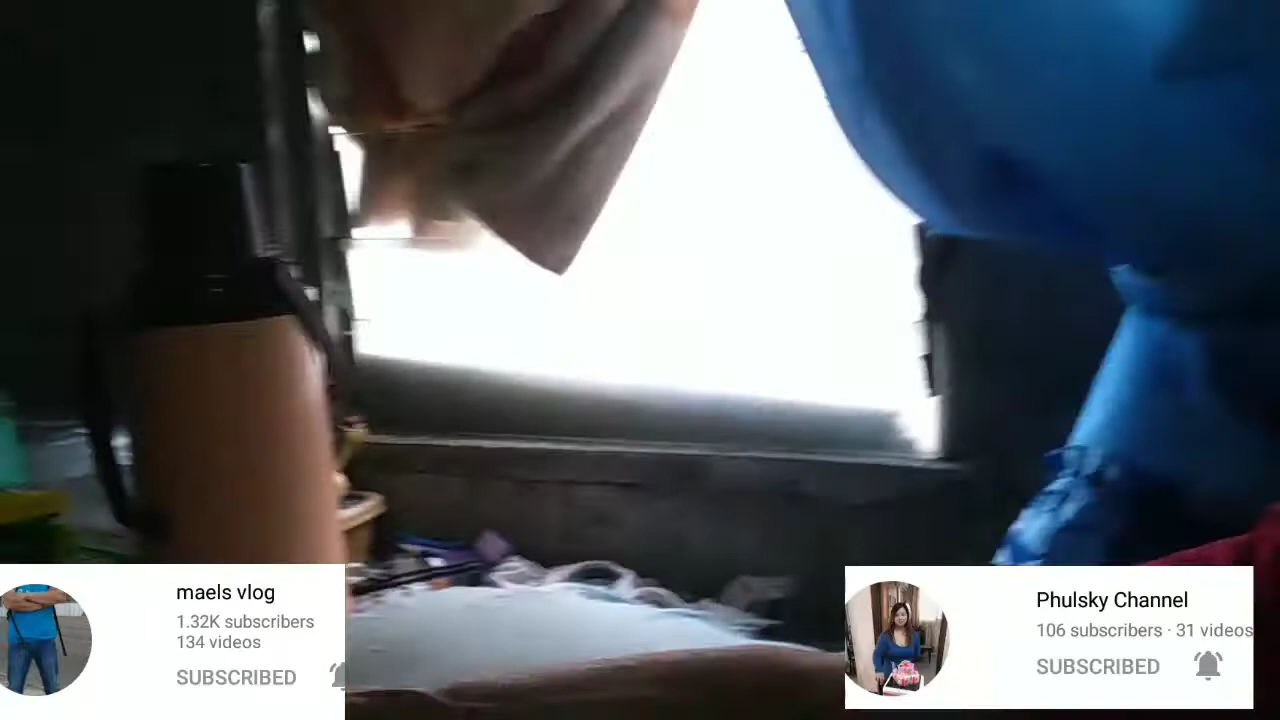 maels vlog
1.32K subscribers
134 videos
SUBSCRIBED
Phulsky Channel
106 subscribers · 31 videos
SUBSCRIBED